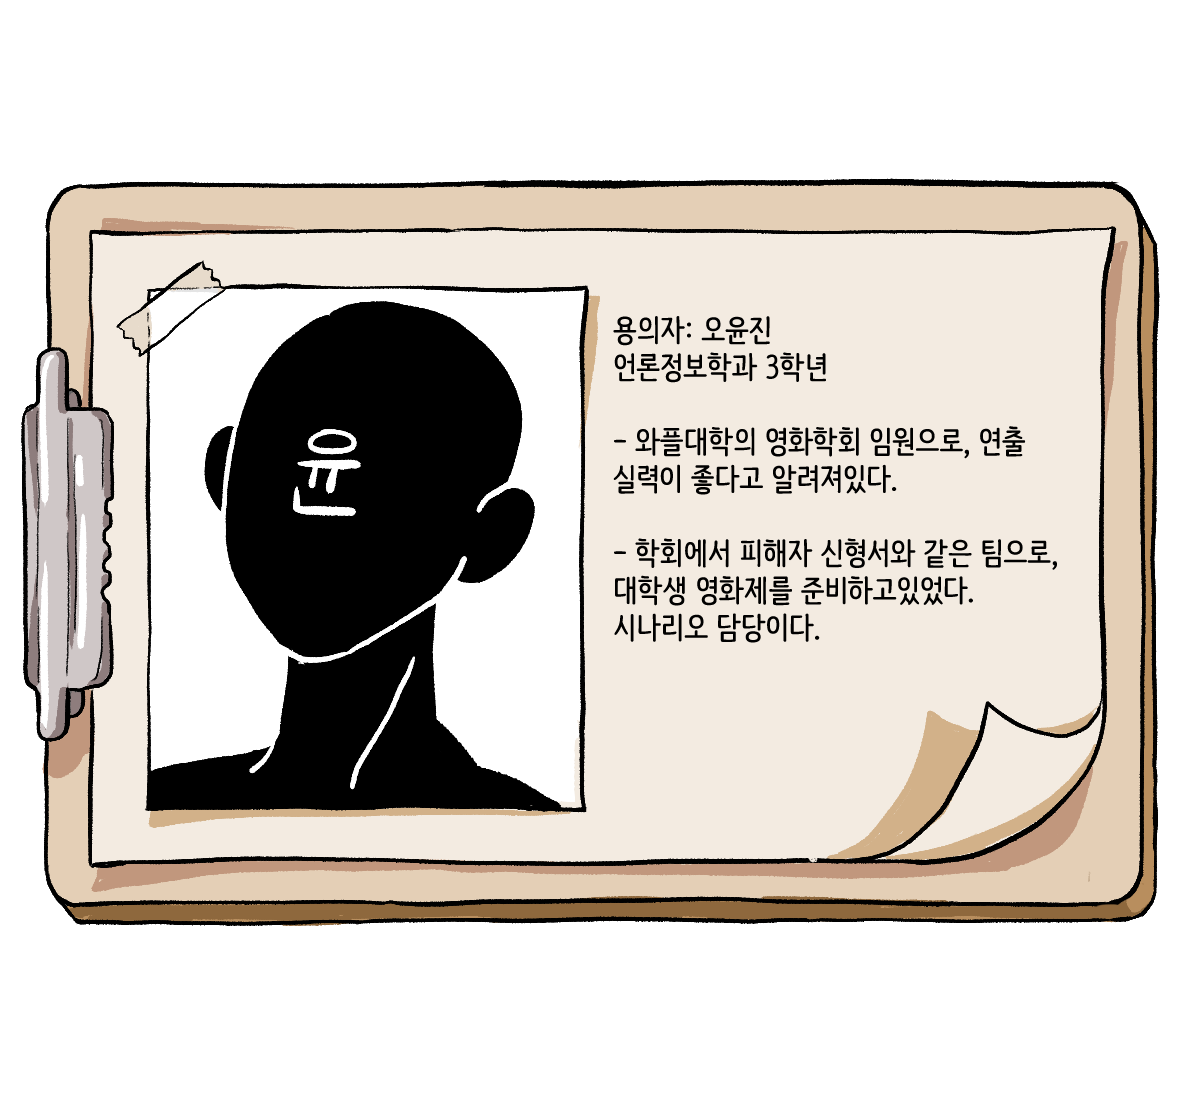 윤
용의자: 오윤진
언론정보학과 3학년
- 와플대학의 영화학회 임원으로, 연출
실력이 좋다고 알려져있다.
- 학회에서 피해자 신형서와 같은 팀으로,
대학생 영화제를 준비하고있었다.
시나리오 담당이다.